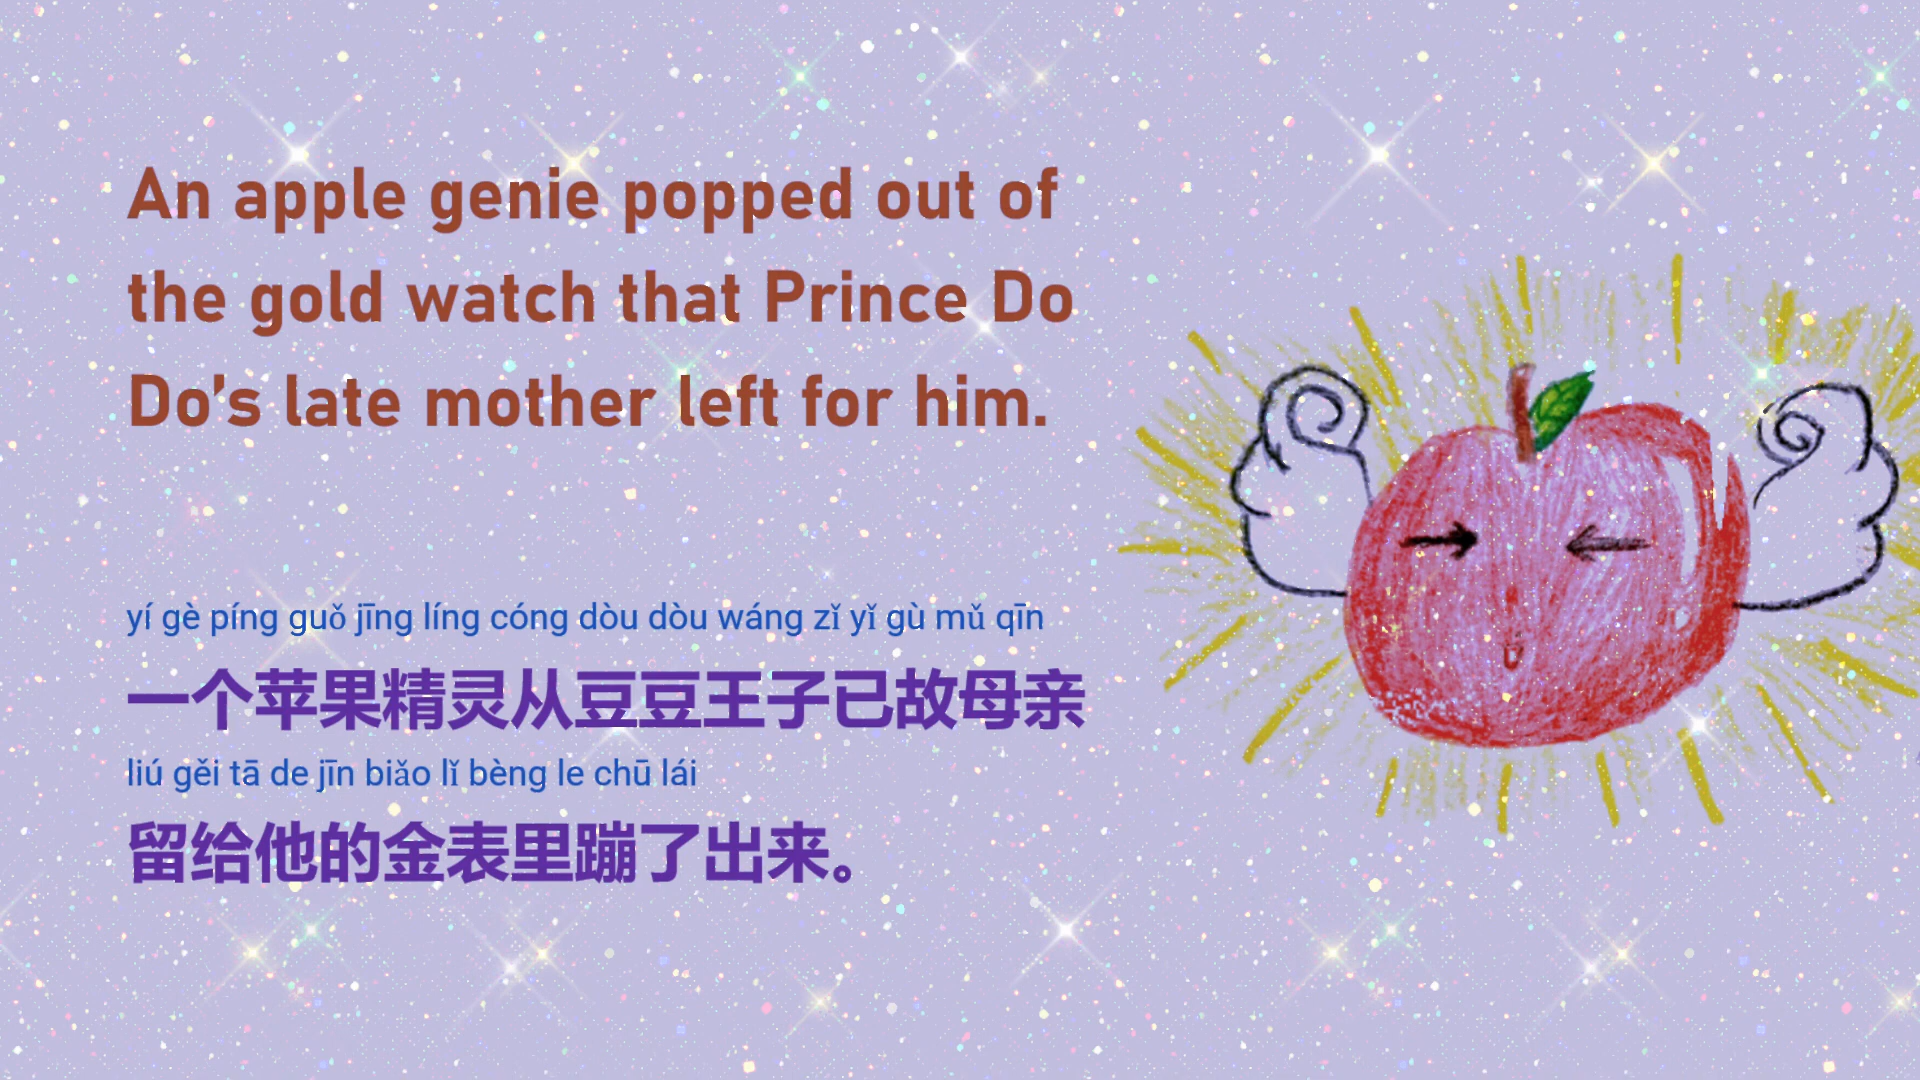 An apple genie popped out of
the gold watch that Prince Do
Do’s late mother left for him.
yí gè píng guǒ jīng líng cóng dòu dòu wáng zǐ yǐ gù mǔ qīn
一个苹果精灵从豆豆王子已故母亲
liú gěi tā de jīn biǎo lǐ bèng le chū lái
留给他的金表里蹦了出来。